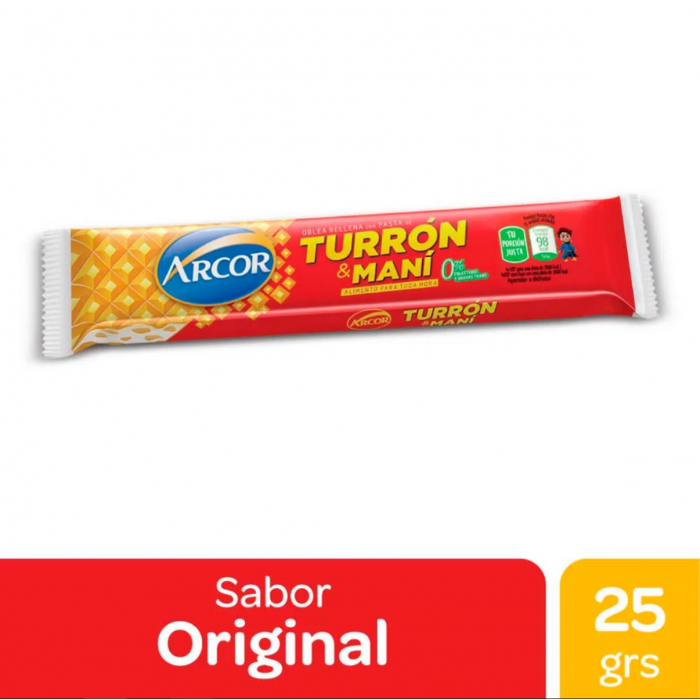 OBLEA RELLENA CON PASTA DE
TURRÓN
& MANÍ
ALIMENTO PARA TODA HORA
ARCOR
0%
TU
PORCIÓN
JUSTA
98
ARCOR
TURRÓN
& MANÍ
Sabor
Original
25
grs